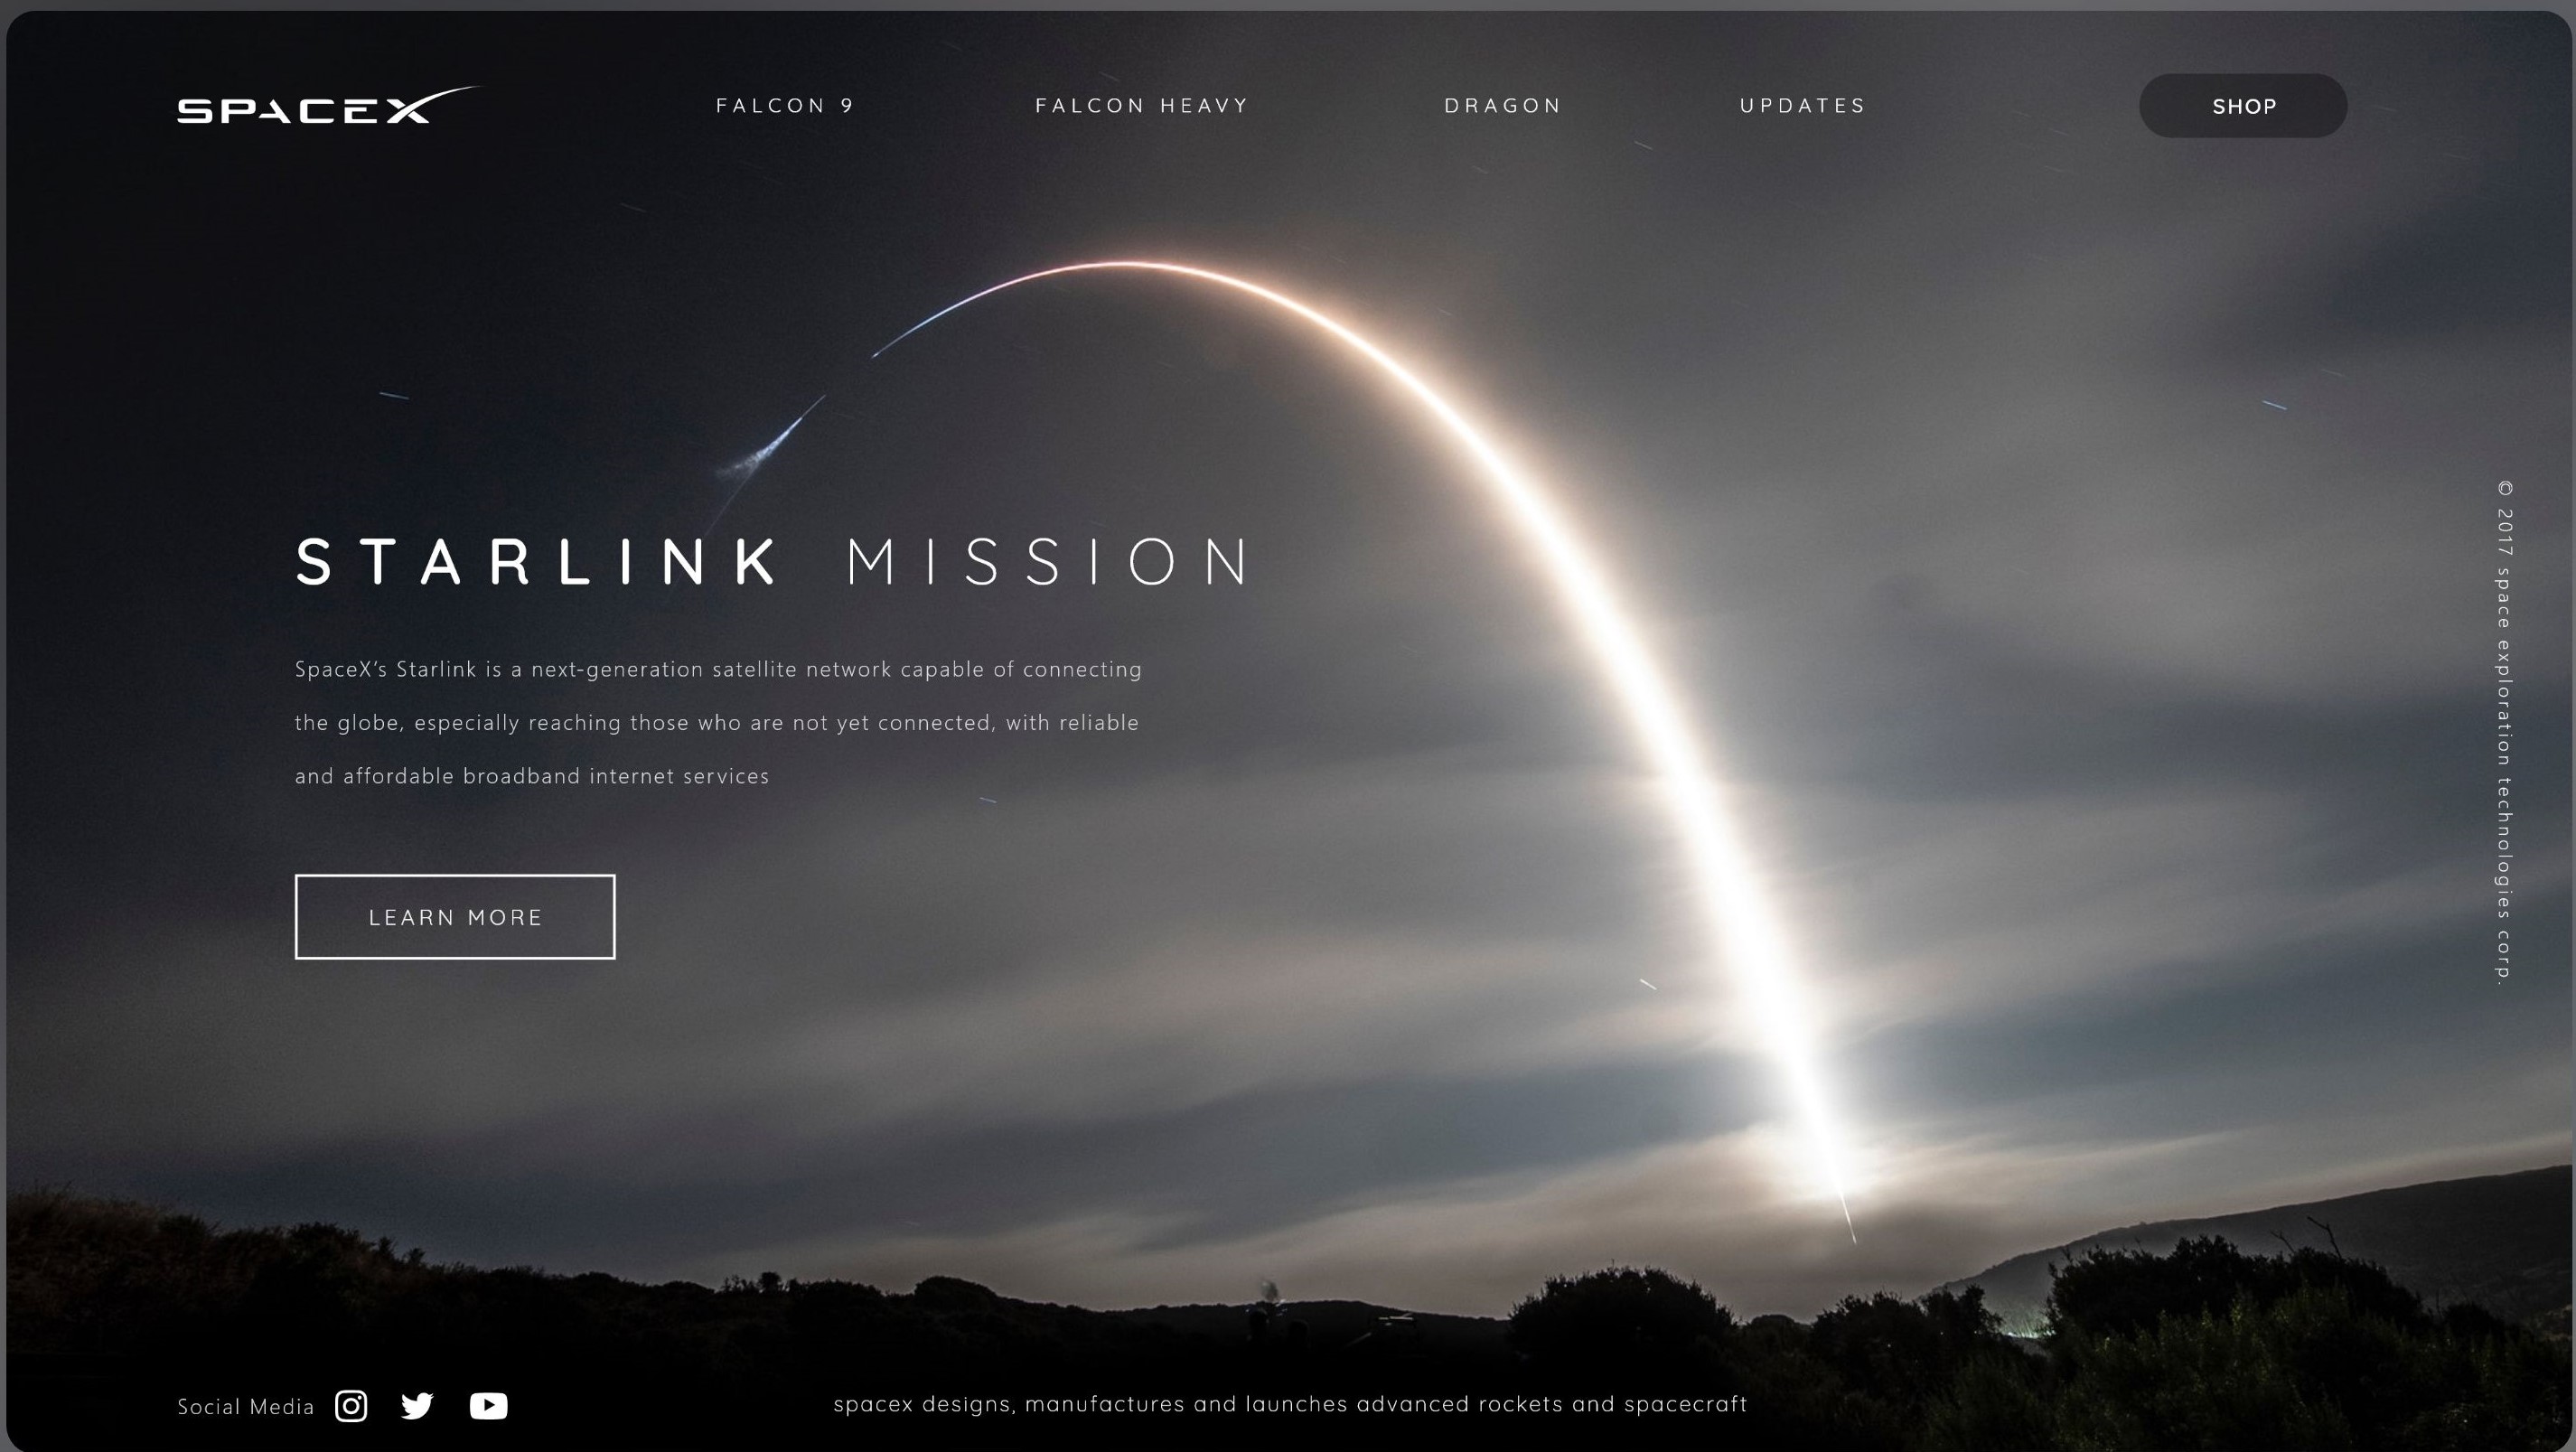 SPACEX
FALCON 9
FALCON HEAVY
DRAGON
UPDATES
SHOP
STARLINK MISSION
SpaceX’s Starlink is a next-generation satellite network capable of connecting
the globe, especially reaching those who are not yet connected, with reliable
and affordable broadband internet services
LEARN MORE
© 2017 space exploration technologies corp.
Social Media
spacex designs, manufactures and launches advanced rockets and spacecraft